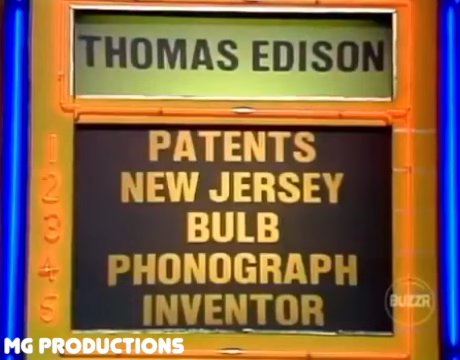 THOMAS EDISON
1 PATENTS
2 NEW JERSEY
3 BULB
4 PHONOGRAPH
5 INVENTOR
BUZZR
MG PRODUCTIONS